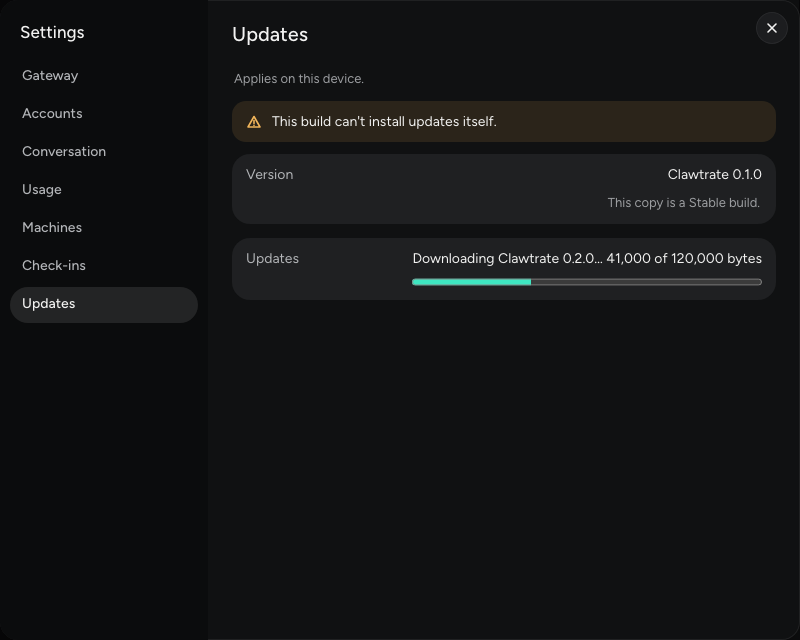 Settings
Gateway
Accounts
Conversation
Usage
Machines
Check-ins
Updates
Updates
Applies on this device.
This build can't install updates itself.
Version
Clawtrate 0.1.0
This copy is a Stable build.
Updates
Downloading Clawtrate 0.2.0... 41,000 of 120,000 bytes